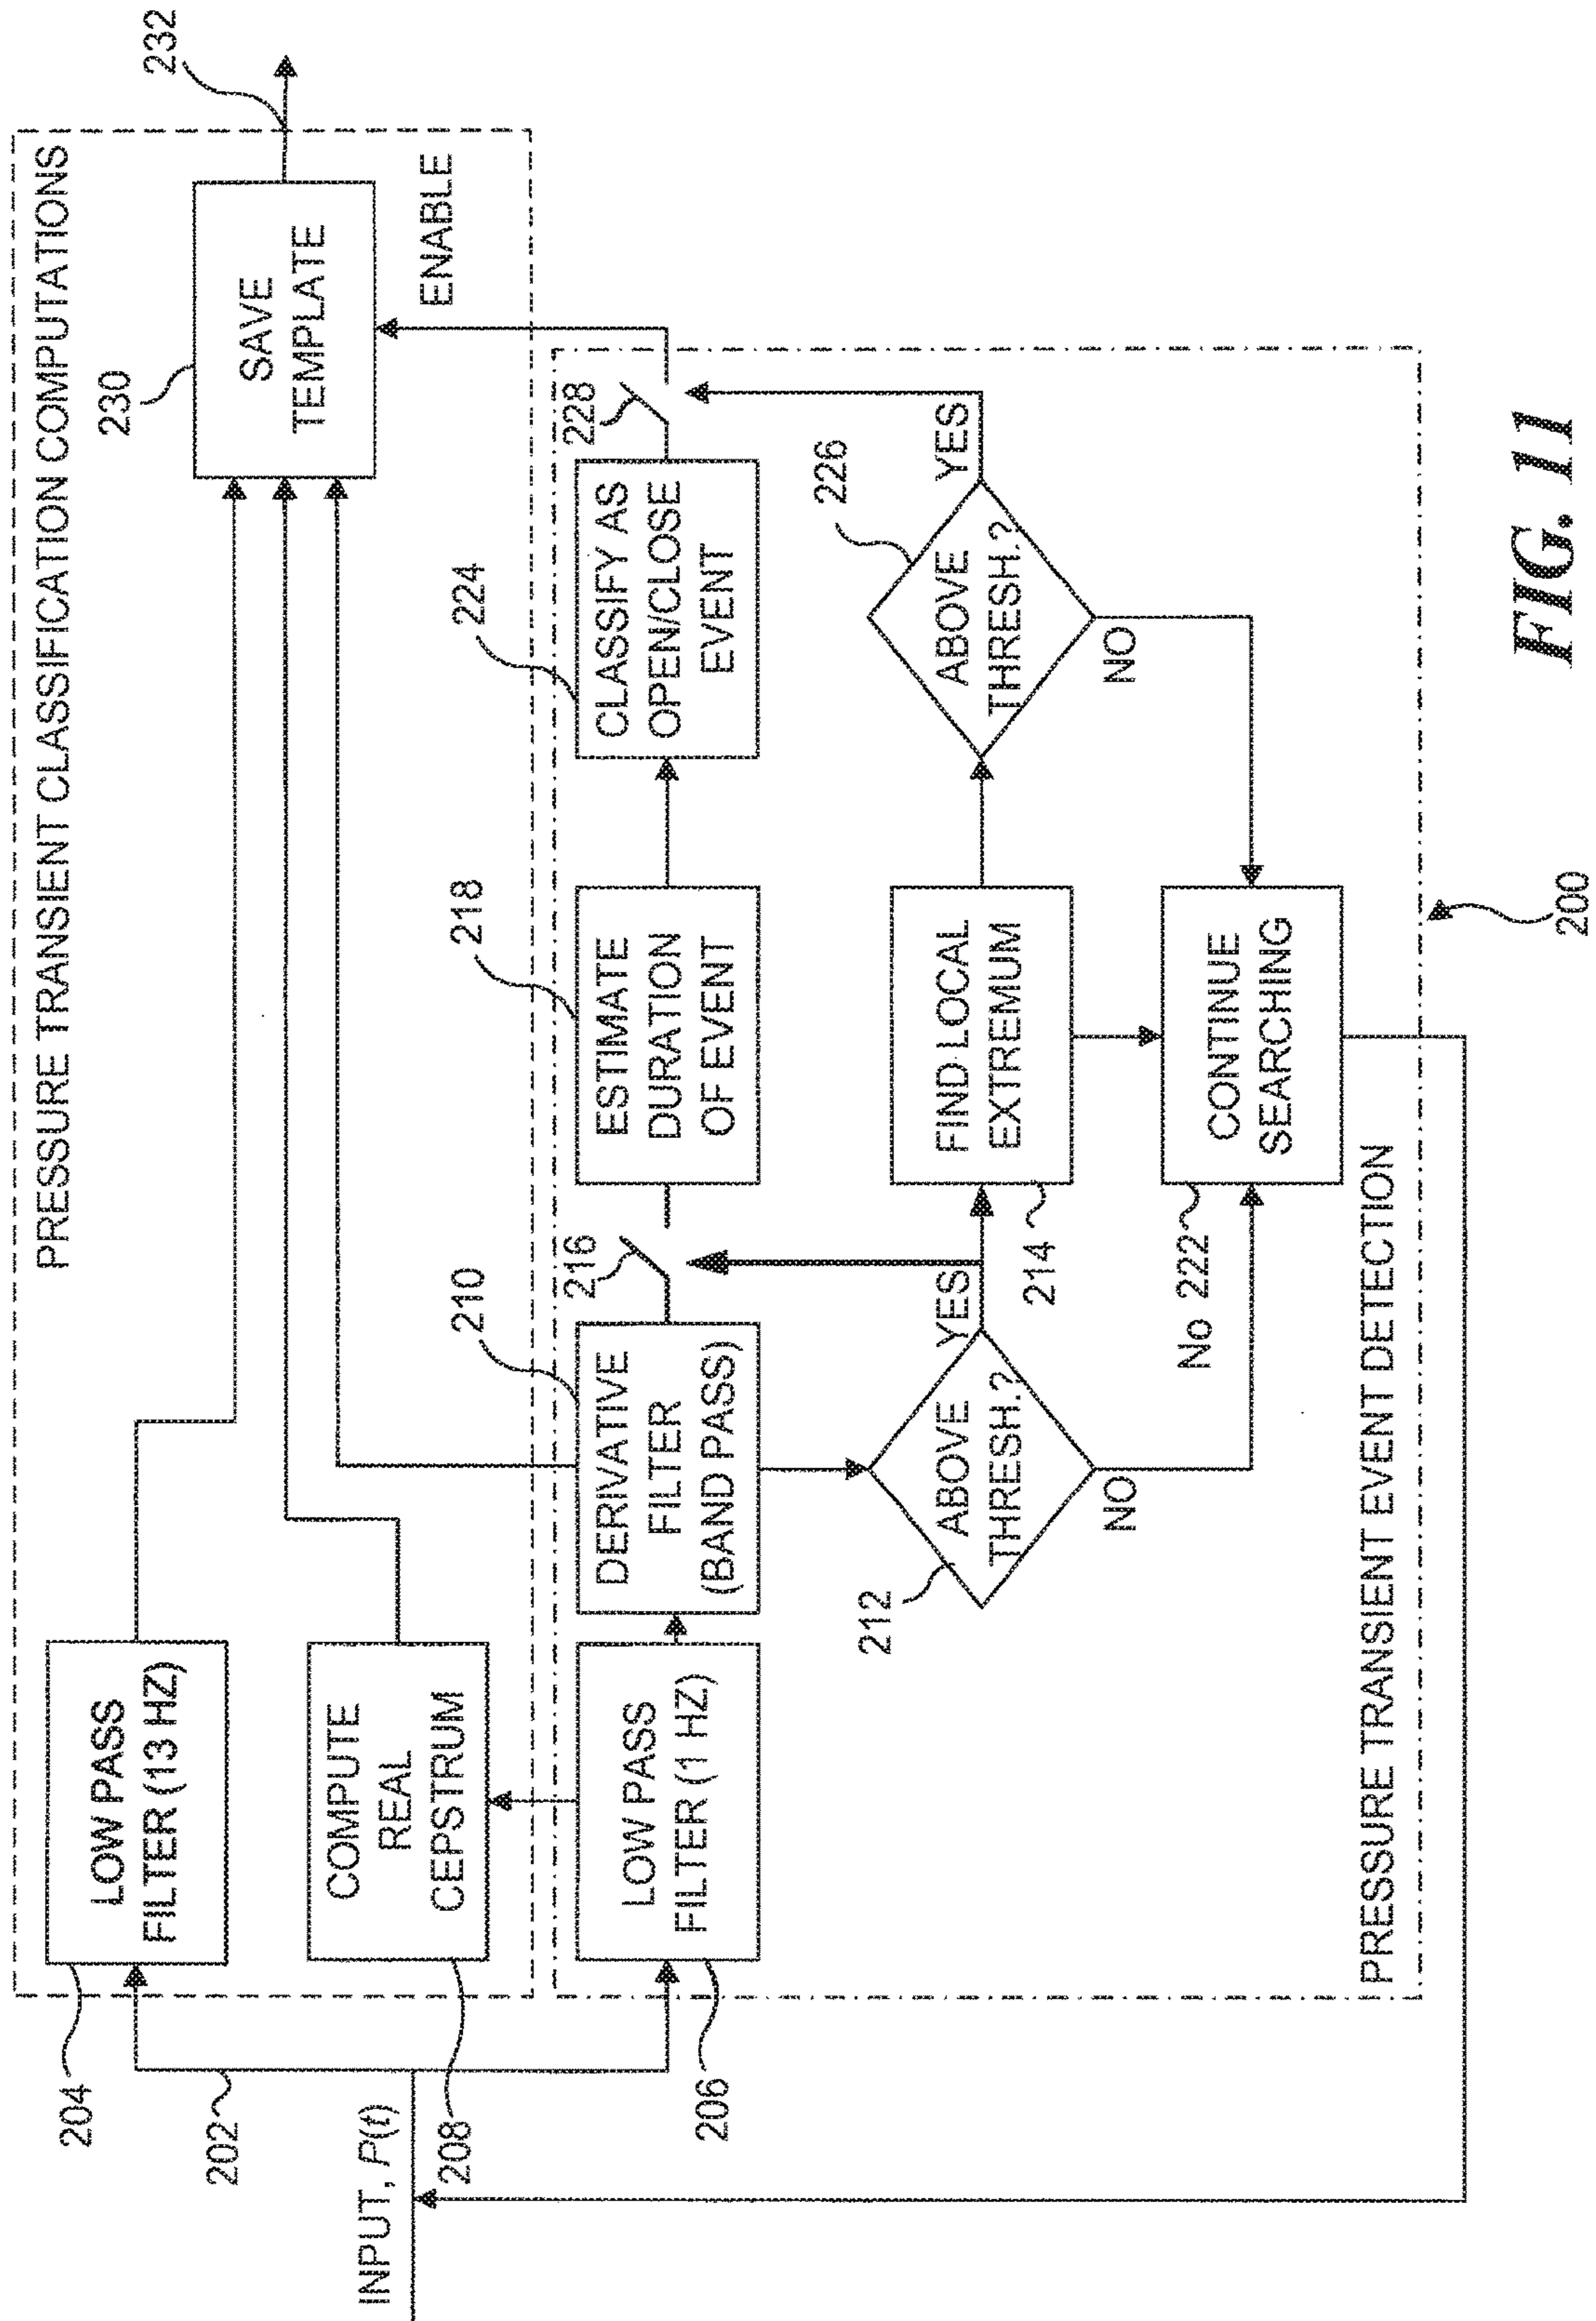 PRESSURE TRANSIENT CLASSIFICATION COMPUTATIONS
232
230
SAVE
TEMPLATE
ENABLE
204
LOW PASS
FILTER (13 HZ)
202
INPUT, P(t)
208
COMPUTE
REAL
CEPSTRUM
206
LOW PASS
FILTER (1 HZ)
210
DERIVATIVE
FILTER
(BAND PASS)
216
218
ESTIMATE
DURATION
OF EVENT
224
CLASSIFY AS
OPEN/CLOSE
EVENT
228
212
ABOVE
THRESH.?
YES
NO
214
FIND LOCAL
EXTREMUM
226
ABOVE
THRESH.?
YES
NO
No 222
CONTINUE
SEARCHING
PRESSURE TRANSIENT EVENT DETECTION
200
FIG. 11